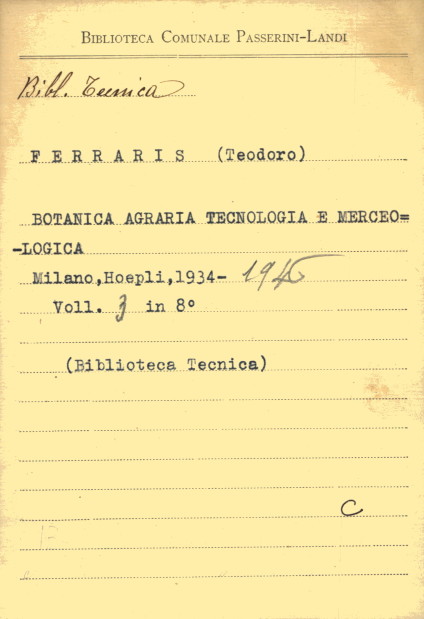 BIBLIOTECA COMUNALE PASSERINI-LANDI
Bibl. Tecnica
FERRARIS (Teodoro)
BOTANICA AGRARIA TECNOLOGIA E MERCEO=
-LOGICA
Milano,Hoepli,1934-
Voll. 3 in 8°
(Biblioteca Tecnica)
C